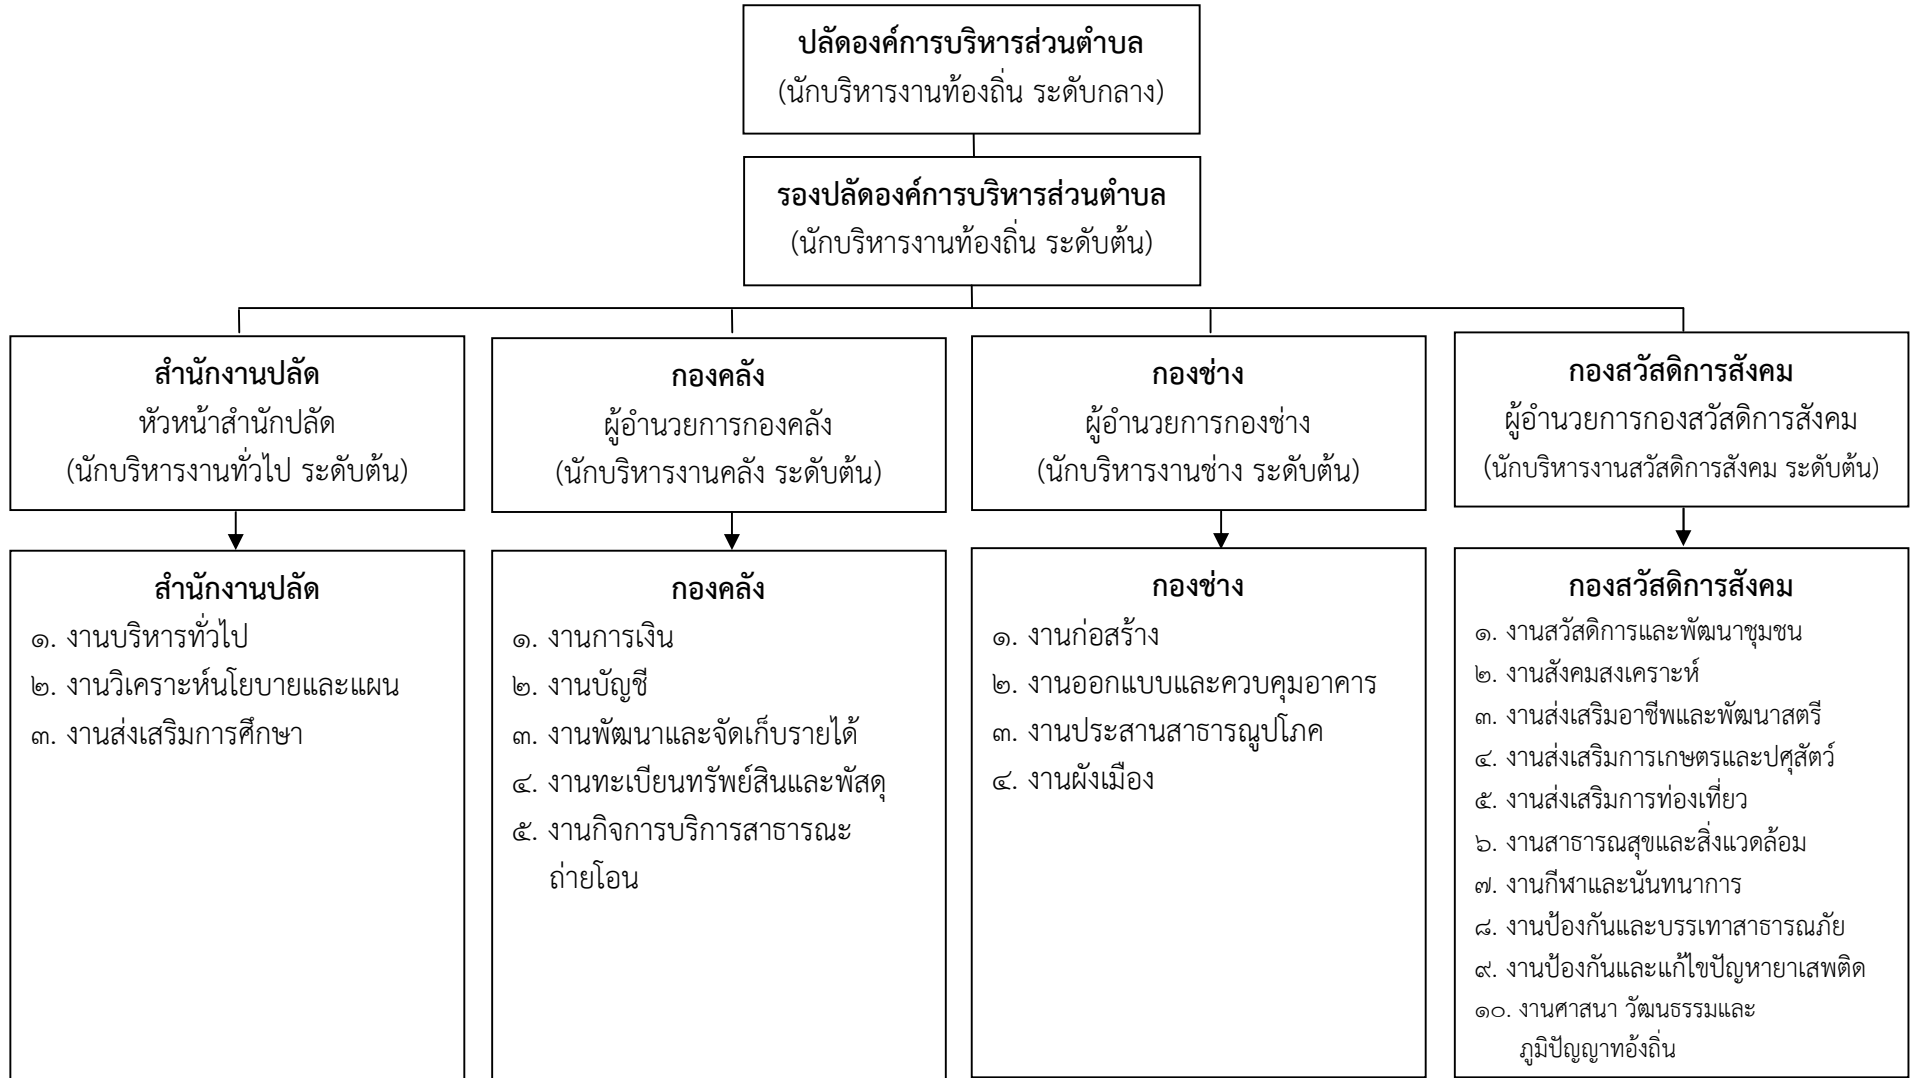 ปลัดองค์การบริหารส่วนตำบล
(นักบริหารงานท้องถิ่น ระดับกลาง)
รองปลัดองค์การบริหารส่วนตำบล
(นักบริหารงานท้องถิ่น ระดับต้น)
สำนักงานปลัด
หัวหน้าสำนักปลัด
(นักบริหารงานทั่วไป ระดับต้น)
กองคลัง
ผู้อำนวยการกองคลัง
(นักบริหารงานคลัง ระดับต้น)
กองช่าง
ผู้อำนวยการกองช่าง
(นักบริหารงานช่าง ระดับต้น)
กองสวัสดิการสังคม
ผู้อำนวยการกองสวัสดิการสังคม
(นักบริหารงานสวัสดิการสังคม ระดับต้น)
สำนักงานปลัด
๑. งานบริหารทั่วไป
๒. งานวิเคราะห์นโยบายและแผน
๓. งานส่งเสริมการศึกษา
กองคลัง
๑. งานการเงิน
๒. งานบัญชี
๓. งานพัฒนาและจัดเก็บรายได้
๔. งานทะเบียนทรัพย์สินและพัสดุ
๕. งานกิจการบริการสาธารณะ
ถ่ายโอน
กองช่าง
๑. งานก่อสร้าง
๒. งานออกแบบและควบคุมอาคาร
๓. งานประสานสาธารณูปโภค
๔. งานผังเมือง
กองสวัสดิการสังคม
๑. งานสวัสดิการและพัฒนาชุมชน
๒. งานสังคมสงเคราะห์
๓. งานส่งเสริมอาชีพและพัฒนาสตรี
๔. งานส่งเสริมการเกษตรและปศุสัตว์
๕. งานส่งเสริมการท่องเที่ยว
๖. งานสาธารณสุขและสิ่งแวดล้อม
๗. งานกีฬาและนันทนาการ
๘. งานป้องกันและบรรเทาสาธารณภัย
๙. งานป้องกันและแก้ไขปัญหายาเสพติด
๑๐. งานศาสนา วัฒนธรรมและ
ภูมิปัญญาทอ้งถิ่น